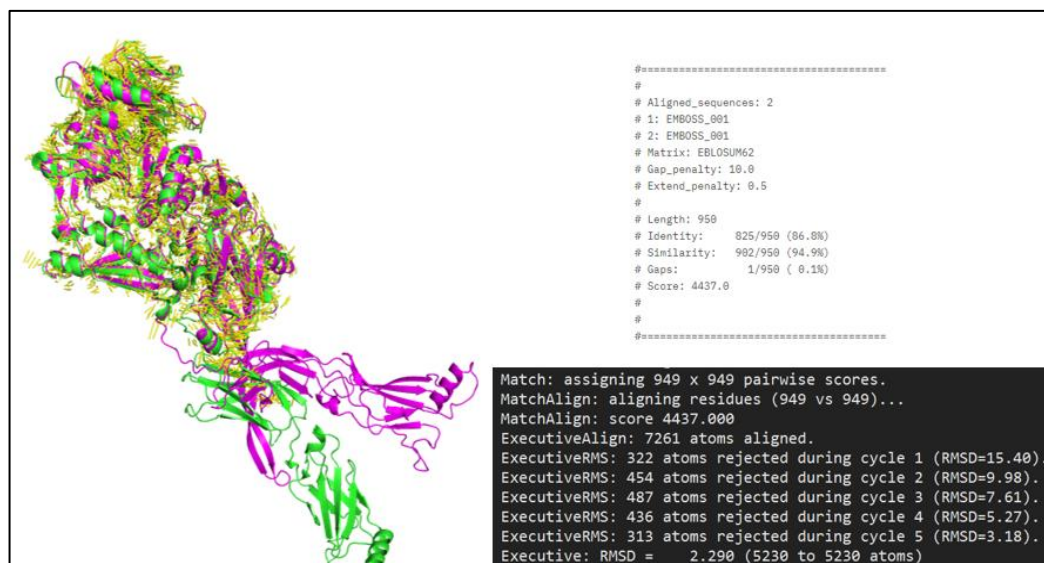 #=======================================
#
# Aligned_sequences: 2
# 1: EMBOSS_001
# 2: EMBOSS_001
# Matrix: EBLOSUM62
# Gap_penalty: 10.0
# Extend_penalty: 0.5
#
# Length: 950
# Identity:     825/950 (86.8%)
# Similarity:   902/950 (94.9%)
# Gaps:           1/950 ( 0.1%)
# Score: 4437.0
#
#
#=======================================
Match: assigning 949 x 949 pairwise scores.
MatchAlign: aligning residues (949 vs 949)...
MatchAlign: score 4437.000
ExecutiveAlign: 7261 atoms aligned.
ExecutiveRMS: 322 atoms rejected during cycle 1 (RMSD=15.40).
ExecutiveRMS: 454 atoms rejected during cycle 2 (RMSD=9.98).
ExecutiveRMS: 487 atoms rejected during cycle 3 (RMSD=7.61).
ExecutiveRMS: 436 atoms rejected during cycle 4 (RMSD=5.27).
ExecutiveRMS: 313 atoms rejected during cycle 5 (RMSD=3.18).
Executive: RMSD =    2.290 (5230 to 5230 atoms)